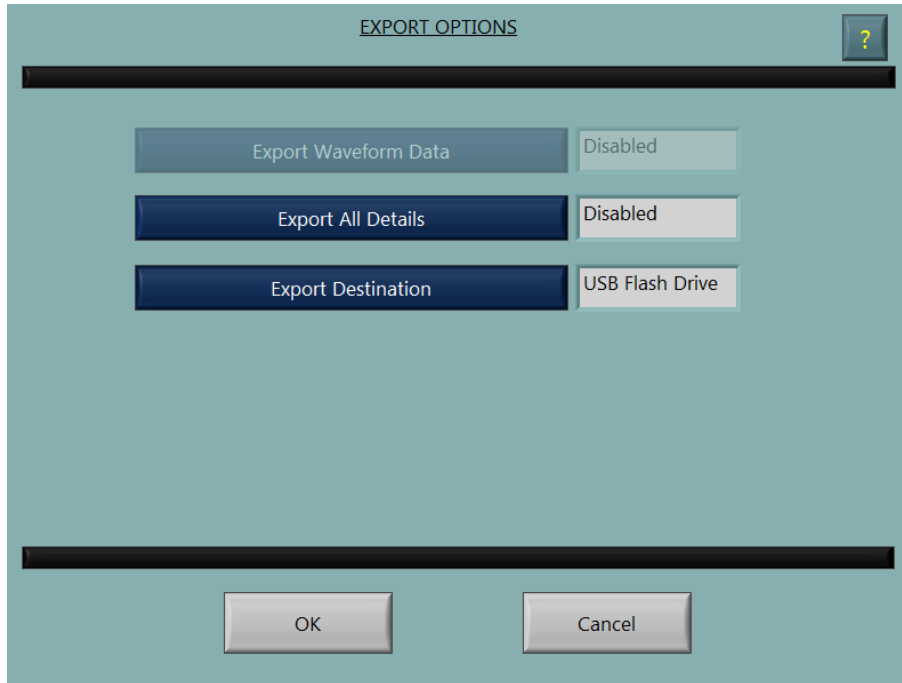 EXPORT OPTIONS
?
Export Waveform Data Disabled
Export All Details Disabled
Export Destination USB Flash Drive
OK Cancel